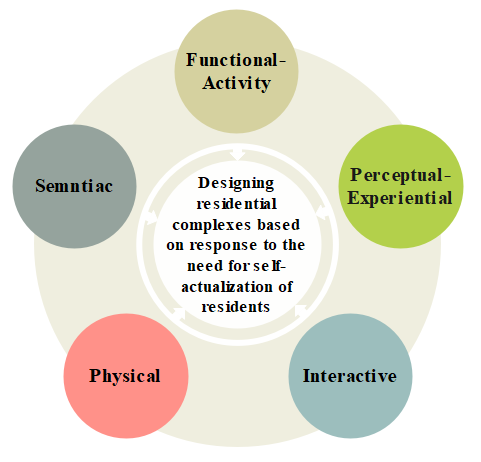 Functional-
Activity
Perceptual-
Experiential
Interactive
Physical
Semntiac
Designing
residential
complexes based
on response to the
need for self-
actualization of
residents